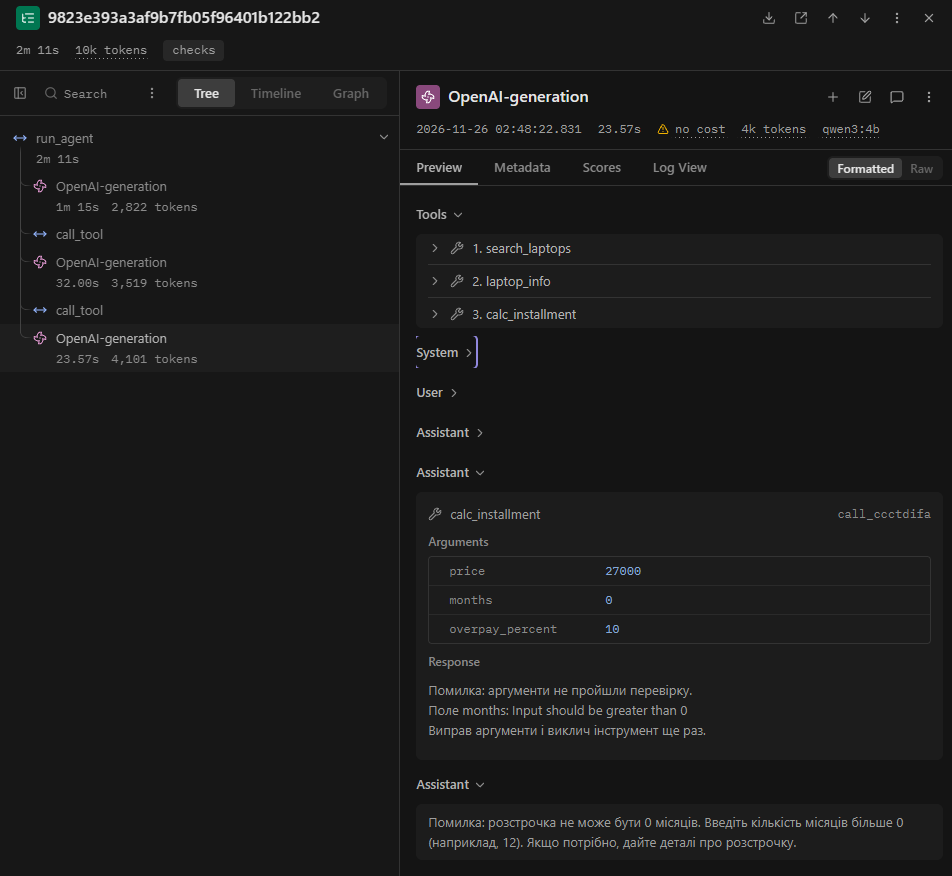 9823e393a3af9b7fb05f96401b122bb2
2m 11s 10k tokens checks
Search
Tree Timeline Graph
run_agent
2m 11s
OpenAI-generation
1m 15s 2,822 tokens
call_tool
OpenAI-generation
32.00s 3,519 tokens
call_tool
OpenAI-generation
23.57s 4,101 tokens
OpenAI-generation
2026-11-26 02:48:22.831 23.57s no cost 4k tokens qwen3:4b
Preview Metadata Scores Log View Formatted Raw
Tools
1. search_laptops
2. laptop_info
3. calc_installment
System
User
Assistant
Assistant
calc_installment call_ccctdifa
Arguments
price 27000
months 0
overpay_percent 10
Response
Помилка: аргументи не пройшли перевірку.
Поле months: Input should be greater than 0
Виправ аргументи і виклич інструмент ще раз.
Assistant
Помилка: розстрочка не може бути 0 місяців. Введіть кількість місяців більше 0
(наприклад, 12). Якщо потрібно, дайте деталі про розстрочку.